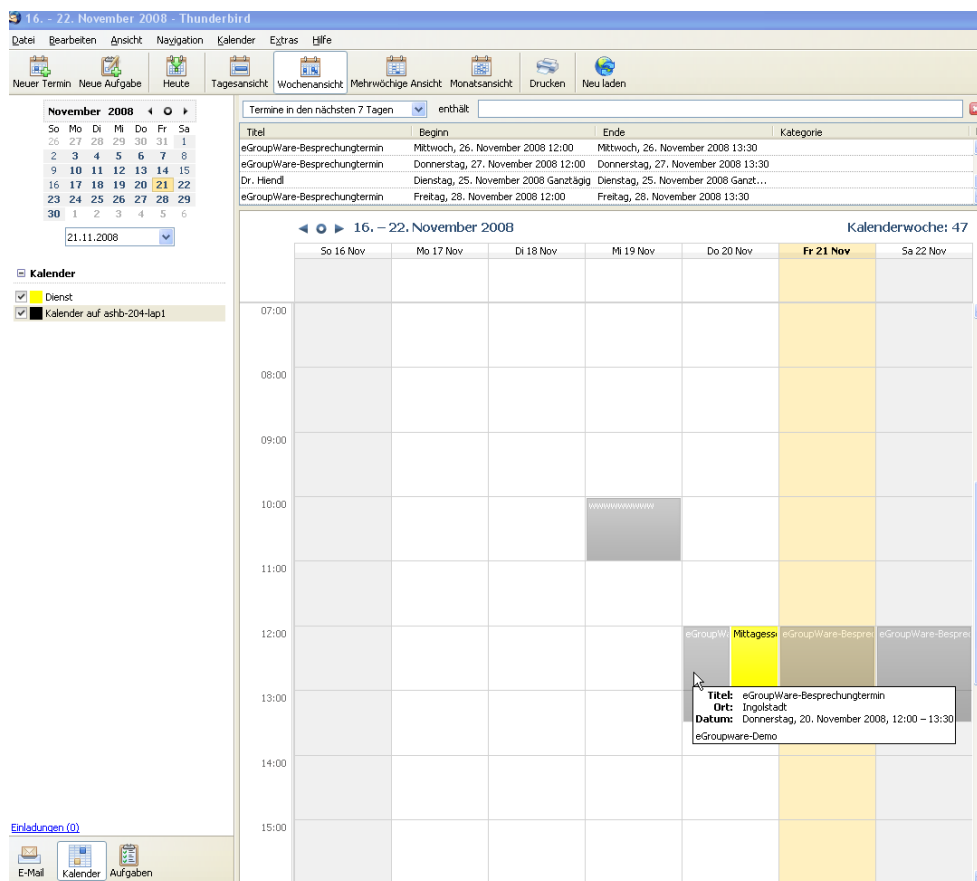 16. - 22. November 2008 - Thunderbird
Datei Bearbeiten Ansicht Navigation Kalender Extras Hilfe
Neuer Termin Neue Aufgabe Heute Tagesansicht Wochenansicht Mehrwöchige Ansicht Monatsansicht Drucken Neu laden
November 2008
So Mo Di Mi Do Fr Sa
26 27 28 29 30 31 1
2 3 4 5 6 7 8
9 10 11 12 13 14 15
16 17 18 19 20 21 22
23 24 25 26 27 28 29
30 1 2 3 4 5 6
21.11.2008
Kalender
Dienst
Kalender auf ashb-204-lap1
Termine in den nächsten 7 Tagen enthält
Titel Beginn Ende Kategorie
eGroupWare-Besprechungtermin Mittwoch, 26. November 2008 12:00 Mittwoch, 26. November 2008 13:30
eGroupWare-Besprechungtermin Donnerstag, 27. November 2008 12:00 Donnerstag, 27. November 2008 13:30
Dr. Hiendl Dienstag, 25. November 2008 Ganztägig Dienstag, 25. November 2008 Ganzt...
eGroupWare-Besprechungtermin Freitag, 28. November 2008 12:00 Freitag, 28. November 2008 13:30
16. – 22. November 2008 Kalenderwoche: 47
So 16 Nov Mo 17 Nov Di 18 Nov Mi 19 Nov Do 20 Nov Fr 21 Nov Sa 22 Nov
07:00
08:00
09:00
10:00
11:00
12:00 eGroupW Mittagess eGroupWare-Bespre eGroupWare-Bespre
13:00
Titel: eGroupWare-Besprechungtermin
Ort: Ingolstadt
Datum: Donnerstag, 20. November 2008, 12:00 – 13:30
eGroupware-Demo
14:00
15:00
Einladungen (0)
E-Mail Kalender Aufgaben